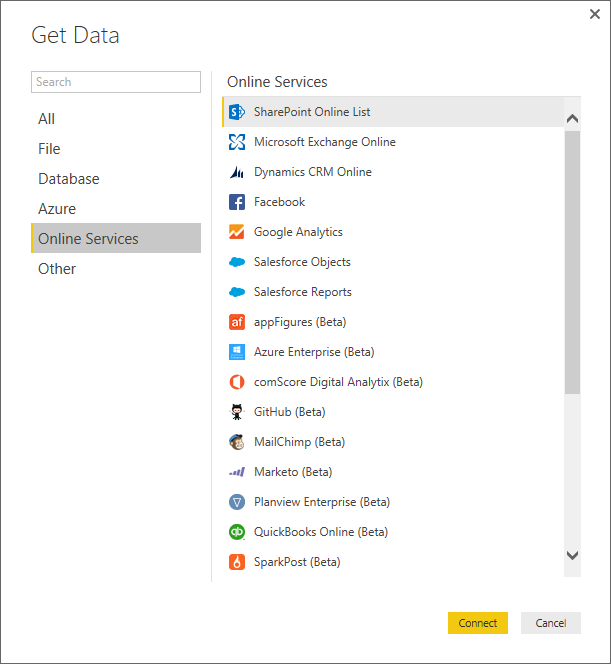 Get Data
Search
All
File
Database
Azure
Online Services
Other
Online Services
SharePoint Online List
Microsoft Exchange Online
Dynamics CRM Online
Facebook
Google Analytics
Salesforce Objects
Salesforce Reports
af
appFigures (Beta)
Azure Enterprise (Beta)
comScore Digital Analytix (Beta)
GitHub (Beta)
MailChimp (Beta)
Marketo (Beta)
Planview Enterprise (Beta)
qb
QuickBooks Online (Beta)
SparkPost (Beta)
Connect
Cancel